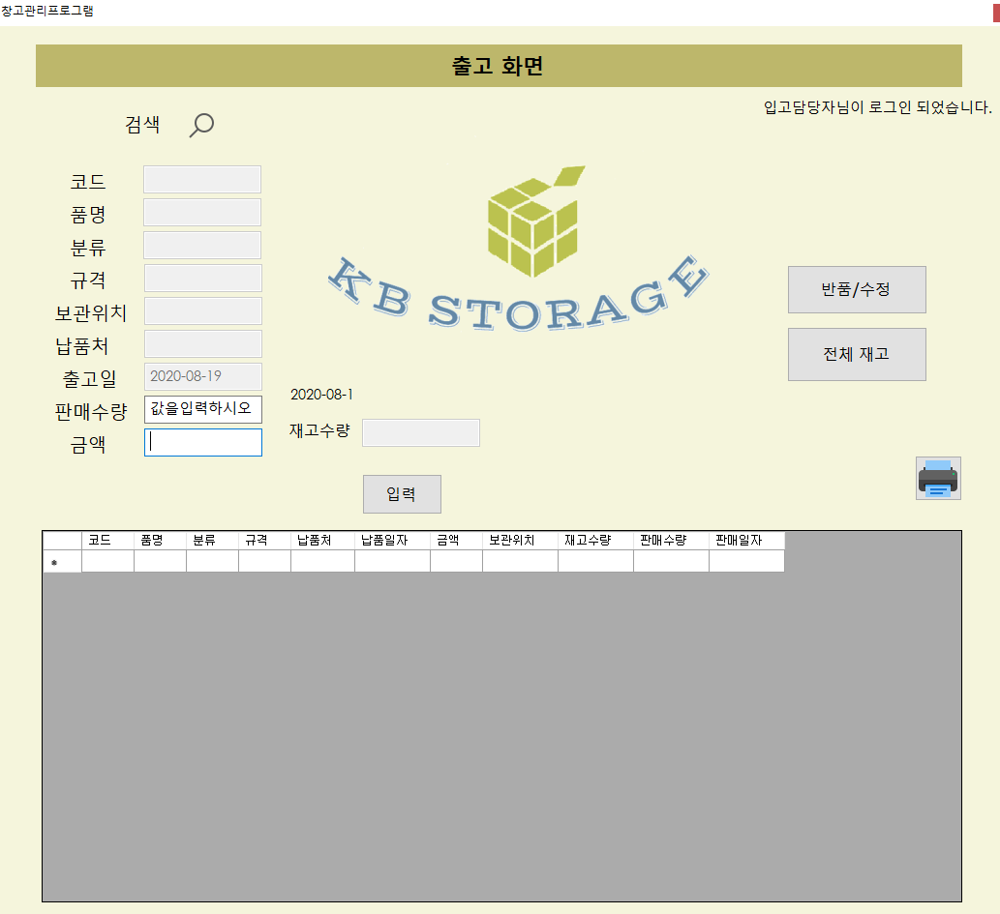 창고관리프로그램
출고 화면
입고담당자님이 로그인 되었습니다.
검색
코드
품명
분류
규격
보관위치
납품처
출고일 2020-08-19
판매수량 값을입력하시오
금액
KB STORAGE
2020-08-1
재고수량
입력
반품/수정
전체 재고
코드 품명 분류 규격 납품처 납품일자 금액 보관위치 재고수량 판매수량 판매일자